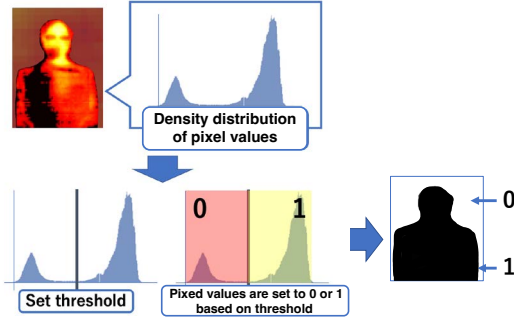 Density distribution
of pixel values
0
1
0
1
Set threshold
Pixed values are set to 0 or 1
based on threshold